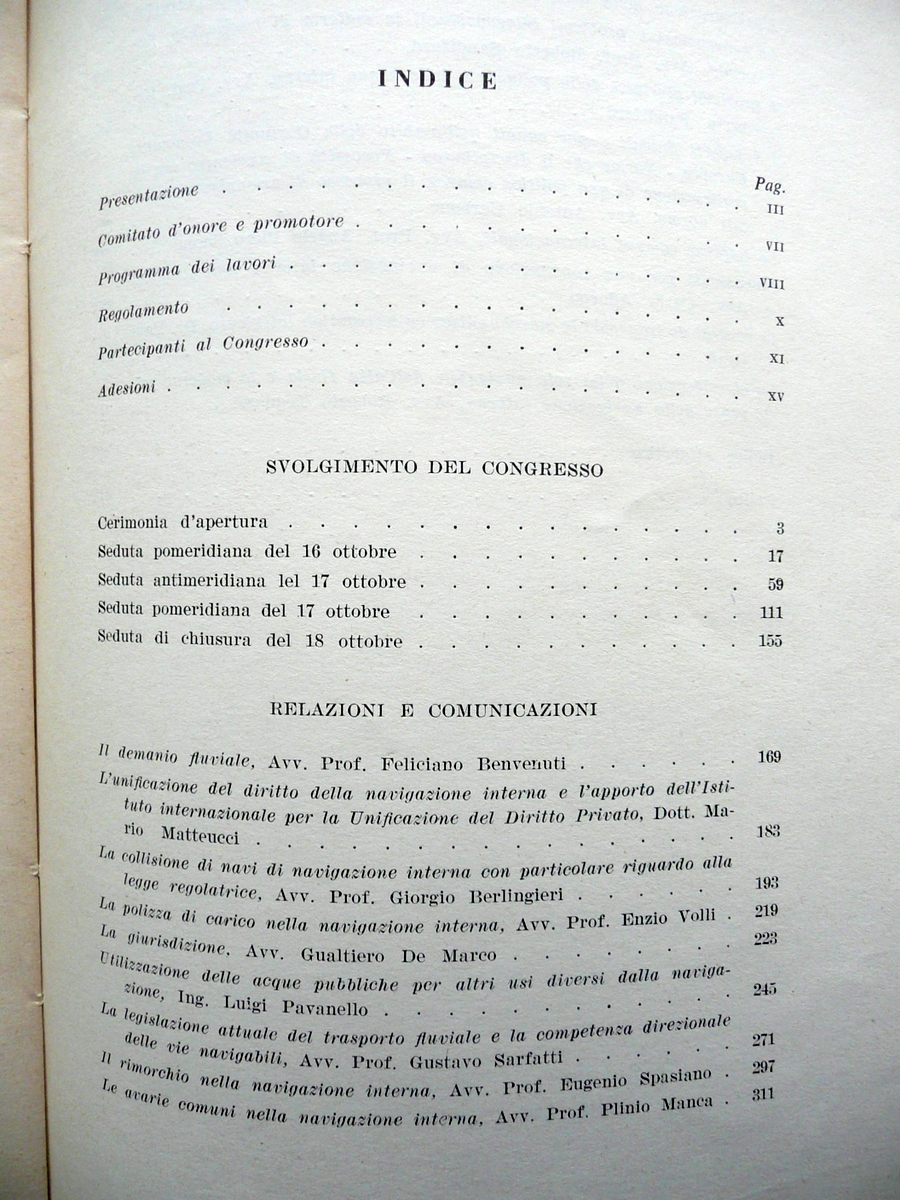 INDICE
Pag.
Presentazione . . . . . . . . . . . . . III
Comitato d'onore e promotore . . . . . . . . . . . . VII
Programma dei lavori . . . . . . . . . . . . . . VIII
Regolamento . . . . . . . . . . . . . X
Partecipanti al Congresso . . . . . . . . . . . . . XI
Adesioni . . . . . . . . . . . . . . . . XV
SVOLGIMENTO DEL CONGRESSO
Cerimonia d'apertura . . . . . . . . . . . . 3
Seduta pomeridiana del 16 ottobre . . . . . . . . . 17
Seduta antimeridiana lel 17 ottobre . . . . . . . . . 59
Seduta pomeridiana del 17 ottobre . . . . . . . . . 111
Seduta di chiusura del 18 ottobre . . . . . . . . . 155
RELAZIONI E COMUNICAZIONI
Il demanio fluviale, Avv. Prof. Feliciano Benvenuti . . . . . . 169
L'unificazione del diritto della navigazione interna e l'apporto dell'Isti-
tuto internazionale per la Unificazione del Diritto Privato, Dott. Ma-
rio Matteucci . . . . . . . . . . . . . 183
La collisione di navi di navigazione interna con particolare riguardo alla
legge regolatrice, Avv. Prof. Giorgio Berlingieri . . . . . . 193
La polizza di carico nella navigazione interna, Avv. Prof. Enzio Volli . 219
La giurisdizione, Avv. Gualtiero De Marco . . . . . . . 223
Utilizzazione delle acque pubbliche per altri usi diversi dalla naviga-
zione, Ing. Luigi Pavanello . . . . . . . . . . 245
La legislazione attuale del trasporto fluviale e la competenza direzionale
delle vie navigabili, Avv. Prof. Gustavo Sarfatti . . . . . . 271
Il rimorchio nella navigazione interna, Avv. Prof. Eugenio Spasiano . 297
Le avarie comuni nella navigazione interna, Avv. Prof. Plinio Manca . 311